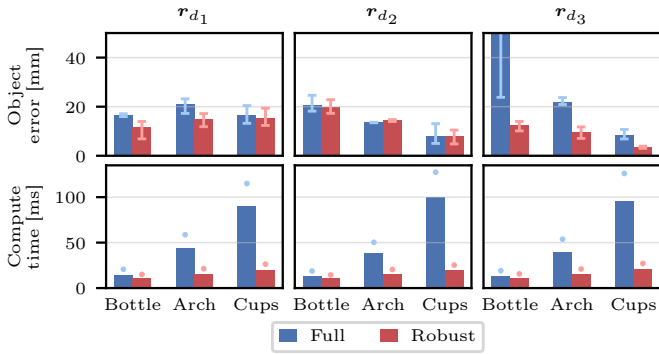 r_d1 r_d2 r_d3
Object
error [mm]
40
20
0
Compute
time [ms]
100
50
0
Bottle Arch Cups Bottle Arch Cups Bottle Arch Cups
Full Robust